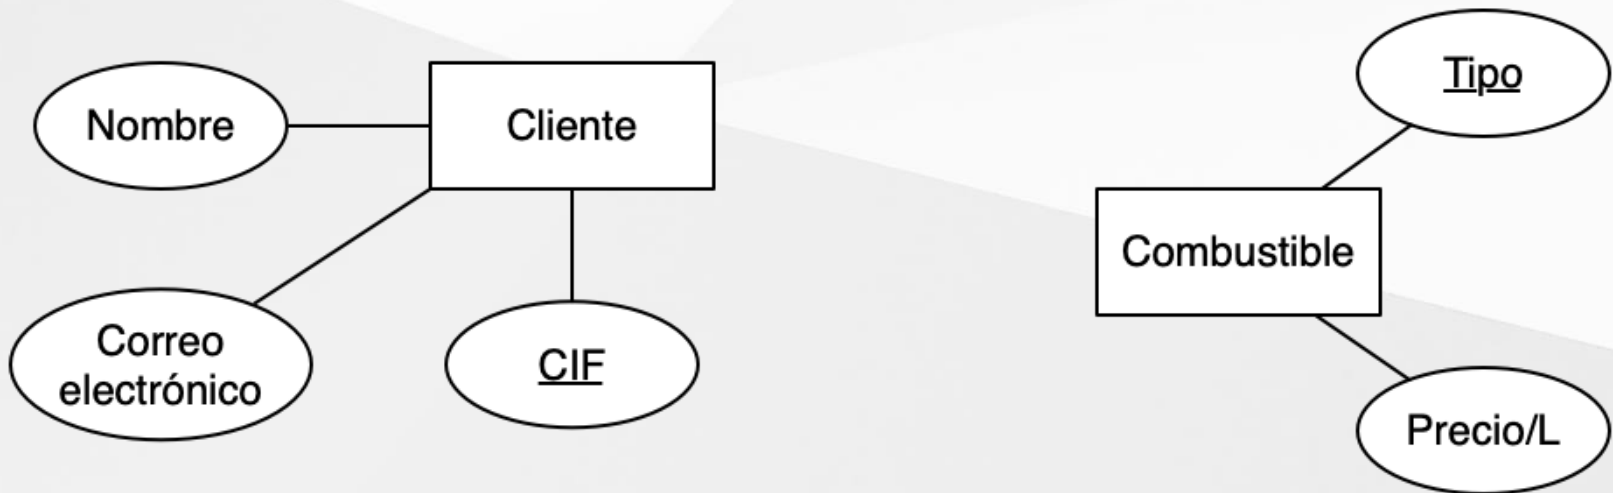 Nombre
Cliente
Correo
electrónico
CIF
Tipo
Combustible
Precio/L